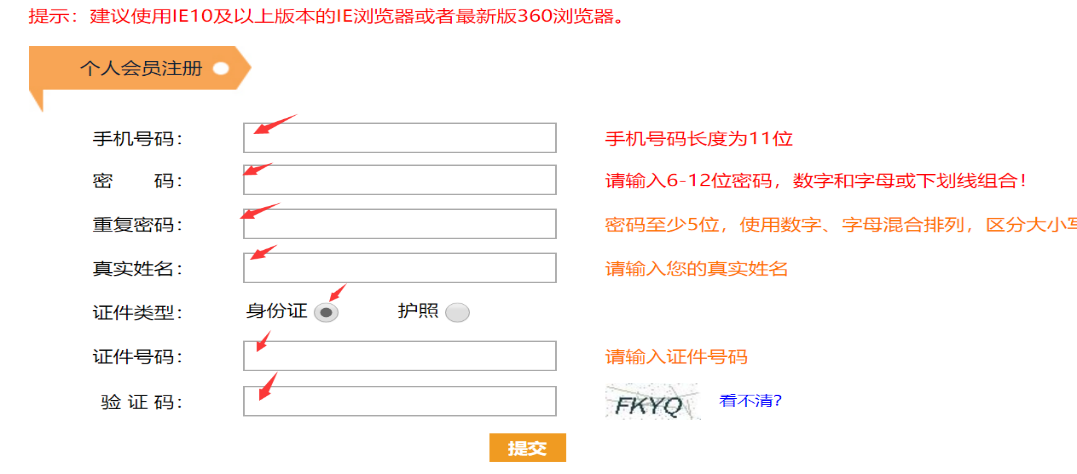 提示：建议使用IE10及以上版本的IE浏览器或者最新版360浏览器。
个人会员注册
手机号码： 手机号码长度为11位
密 码： 请输入6-12位密码，数字和字母或下划线组合！
重复密码： 密码至少5位，使用数字、字母混合排列，区分大小写
真实姓名： 请输入您的真实姓名
证件类型： 身份证 护照
证件号码： 请输入证件号码
验 证 码： FKYQ 看不清?
提交